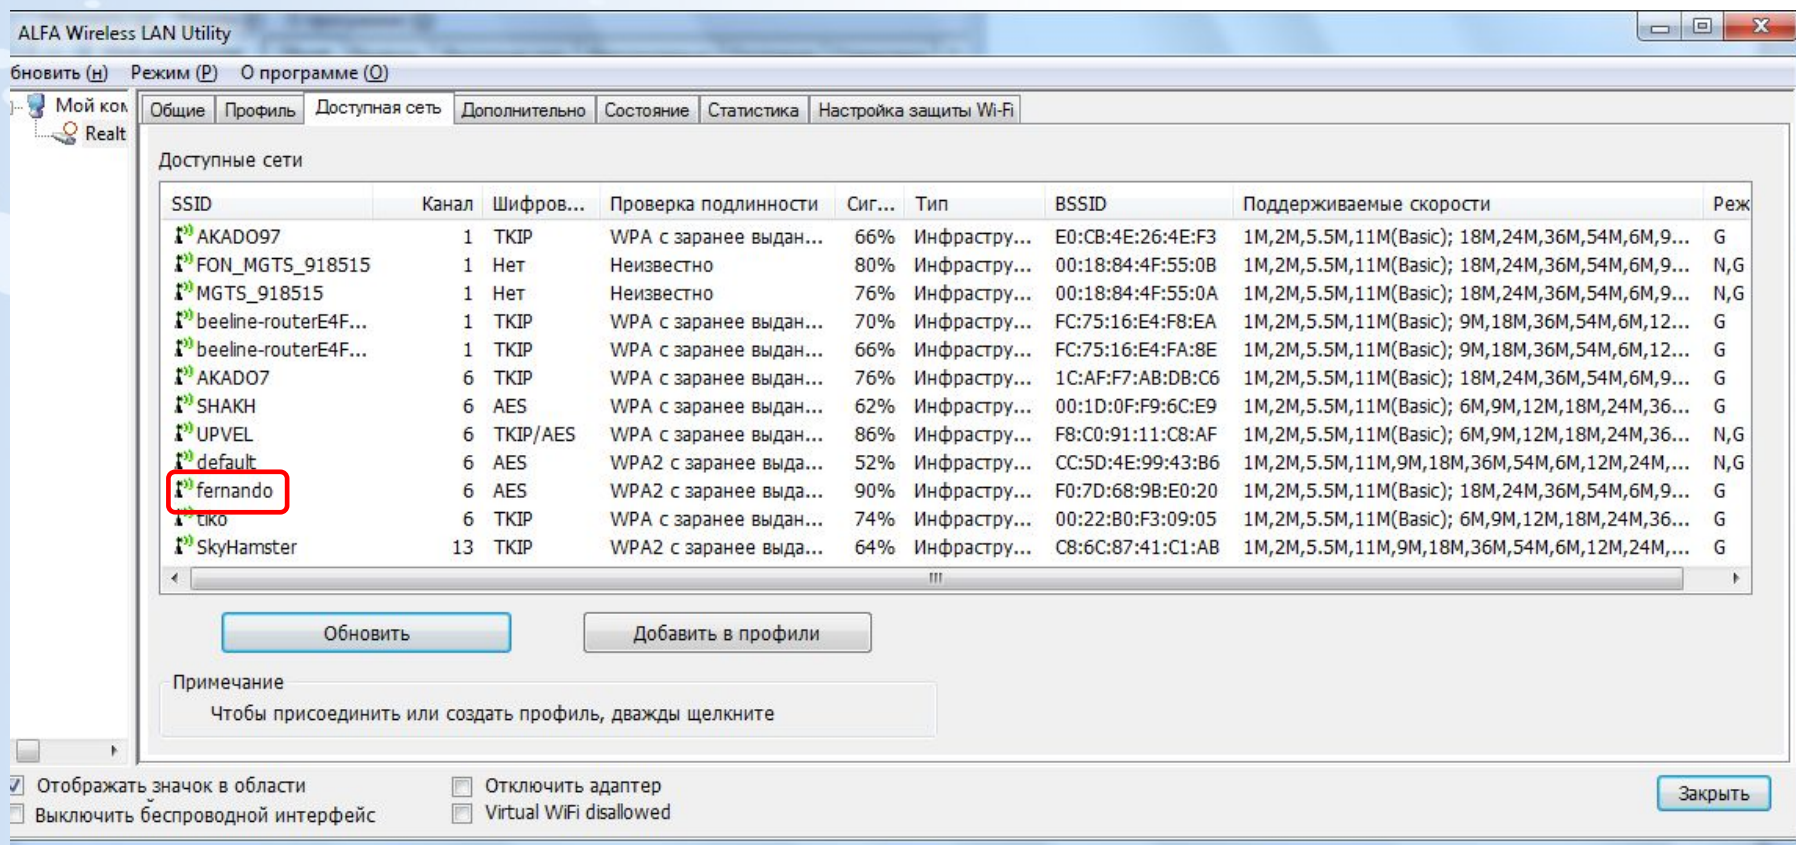 ALFA Wireless LAN Utility
бновить (н) Режим (P) О программе (O)
Мой ком
Realt
Общие Профиль Доступная сеть Дополнительно Состояние Статистика Настройка защиты Wi-Fi
Доступные сети
SSID Канал Шифров... Проверка подлинности Сиг... Тип BSSID Поддерживаемые скорости Реж
AKADO97 1 TKIP WPA с заранее выдан... 66% Инфрастру... E0:CB:4E:26:4E:F3 1M,2M,5.5M,11M(Basic); 18M,24M,36M,54M,6M,9... G
FON_MGTS_918515 1 Нет Неизвестно 80% Инфрастру... 00:18:84:4F:55:0B 1M,2M,5.5M,11M(Basic); 18M,24M,36M,54M,6M,9... N,G
MGTS_918515 1 Нет Неизвестно 76% Инфрастру... 00:18:84:4F:55:0A 1M,2M,5.5M,11M(Basic); 18M,24M,36M,54M,6M,9... N,G
beeline-routerE4F... 1 TKIP WPA с заранее выдан... 70% Инфрастру... FC:75:16:E4:F8:EA 1M,2M,5.5M,11M(Basic); 9M,18M,36M,54M,6M,12... G
beeline-routerE4F... 1 TKIP WPA с заранее выдан... 66% Инфрастру... FC:75:16:E4:FA:8E 1M,2M,5.5M,11M(Basic); 9M,18M,36M,54M,6M,12... G
AKADO7 6 TKIP WPA с заранее выдан... 76% Инфрастру... 1C:AF:F7:AB:DB:C6 1M,2M,5.5M,11M(Basic); 18M,24M,36M,54M,6M,9... G
SHAKH 6 AES WPA с заранее выдан... 62% Инфрастру... 00:1D:0F:F9:6C:E9 1M,2M,5.5M,11M(Basic); 6M,9M,12M,18M,24M,36... G
UPVEL 6 TKIP/AES WPA с заранее выдан... 86% Инфрастру... F8:C0:91:11:C8:AF 1M,2M,5.5M,11M(Basic); 6M,9M,12M,18M,24M,36... N,G
default 6 AES WPA2 с заранее выда... 52% Инфрастру... CC:5D:4E:99:43:B6 1M,2M,5.5M,11M,9M,18M,36M,54M,6M,12M,24M,... N,G
fernando 6 AES WPA2 с заранее выда... 90% Инфрастру... F0:7D:68:9B:E0:20 1M,2M,5.5M,11M(Basic); 18M,24M,36M,54M,6M,9... G
tiko 6 TKIP WPA с заранее выдан... 74% Инфрастру... 00:22:B0:F3:09:05 1M,2M,5.5M,11M(Basic); 6M,9M,12M,18M,24M,36... G
SkyHamster 13 TKIP WPA2 с заранее выда... 64% Инфрастру... C8:6C:87:41:C1:AB 1M,2M,5.5M,11M,9M,18M,36M,54M,6M,12M,24M,... G
Обновить Добавить в профили
Примечание
Чтобы присоединить или создать профиль, дважды щелкните
Отображать значок в области Отключить адаптер
Выключить беспроводной интерфейс Virtual WiFi disallowed
Закрыть